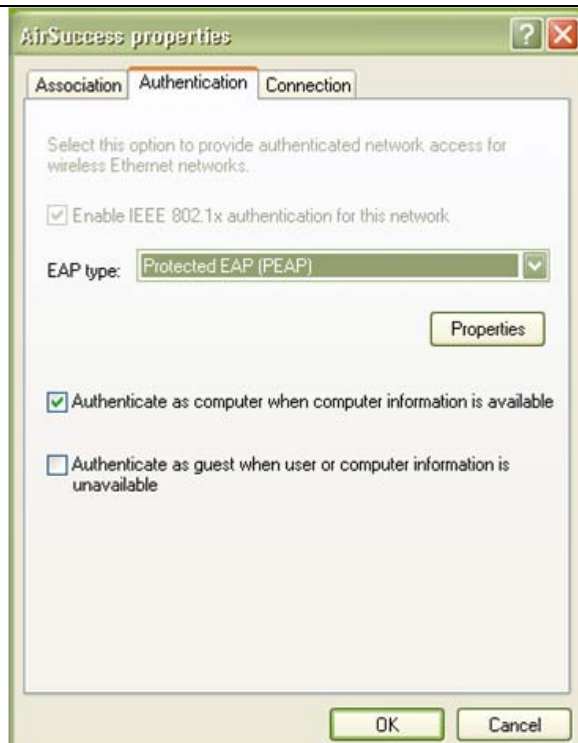 AirSuccess properties
Association Authentication Connection
Select this option to provide authenticated network access for
wireless Ethernet networks.
Enable IEEE 802.1x authentication for this network
EAP type: Protected EAP (PEAP)
Properties
Authenticate as computer when computer information is available
Authenticate as guest when user or computer information is
unavailable
OK Cancel